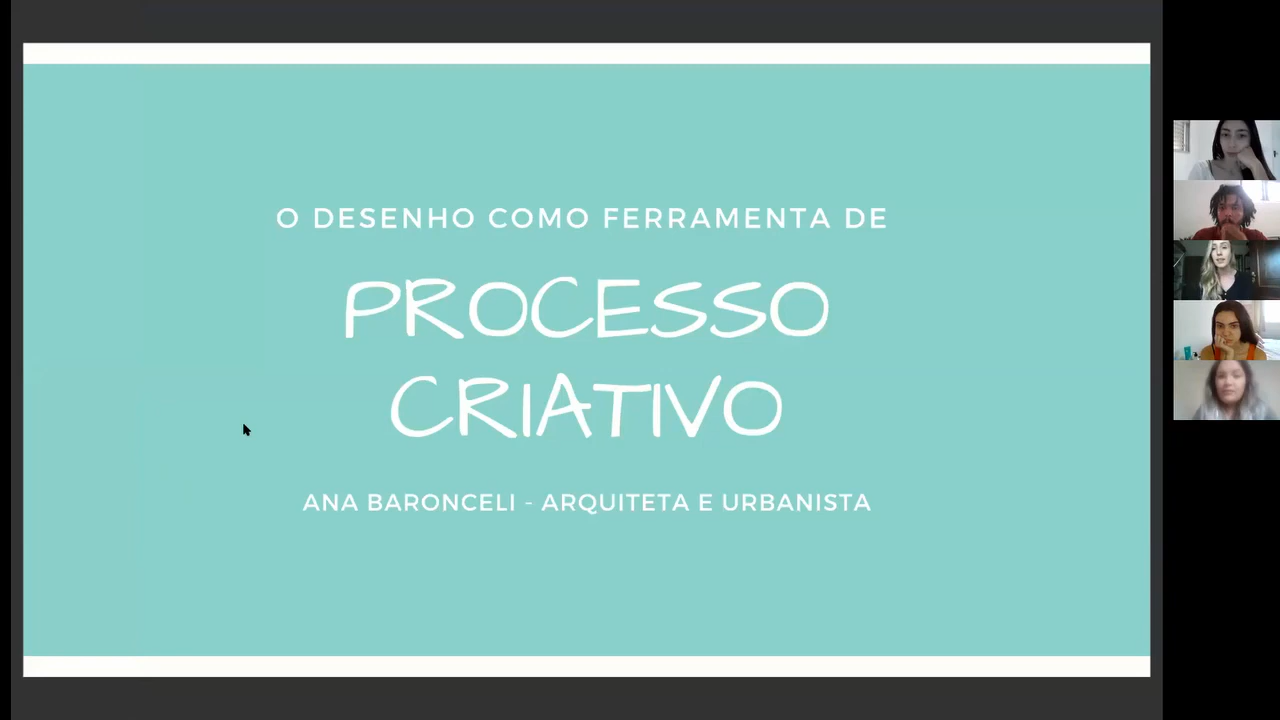 O DESENHO COMO FERRAMENTA DE
PROCESSO
CRIATIVO
ANA BARONCELI - ARQUITETA E URBANISTA